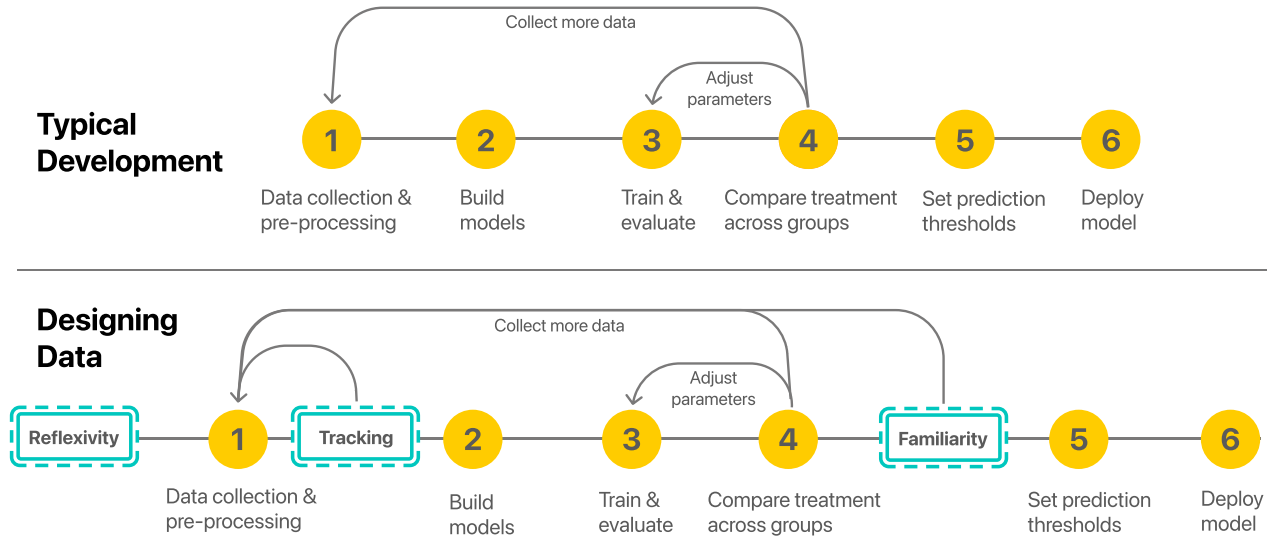 Collect more data
Adjust
parameters
Typical
Development
1
2
3
4
5
6
Data collection &
pre-processing
Build
models
Train &
evaluate
Compare treatment
across groups
Set prediction
thresholds
Deploy
model
Designing
Data
Collect more data
Adjust
parameters
Reflexivity
1
Tracking
2
3
4
Familiarity
5
6
Data collection &
pre-processing
Build
models
Train &
evaluate
Compare treatment
across groups
Set prediction
thresholds
Deploy
model